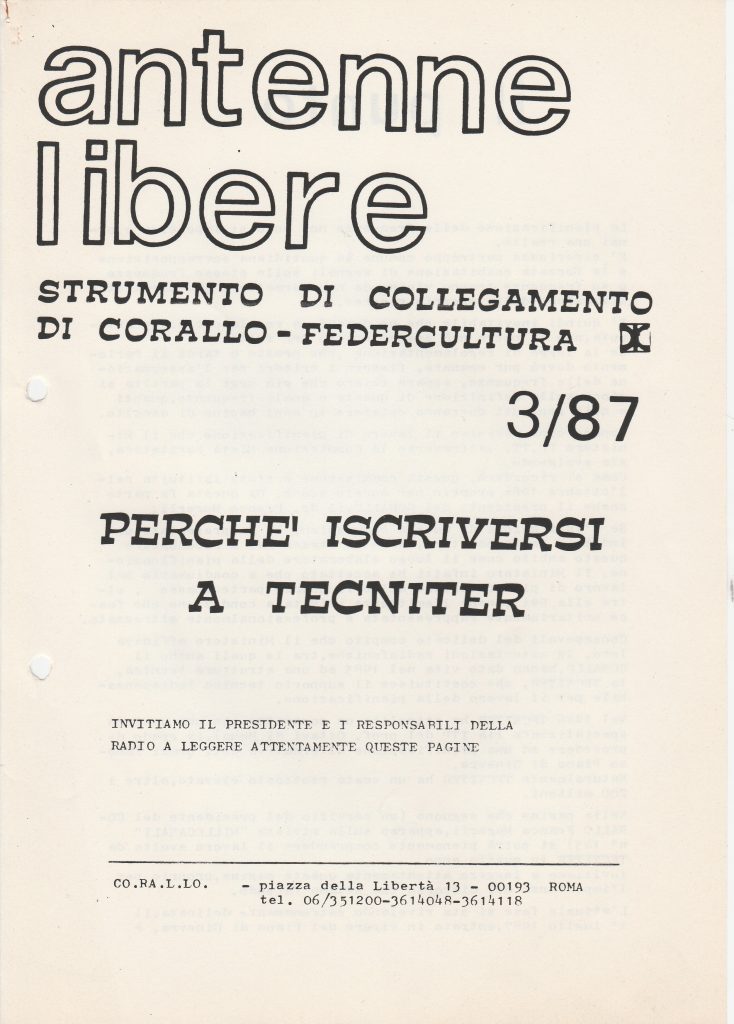 antenne
libere
STRUMENTO DI COLLEGAMENTO
DI CORALLO - FEDERCULTURA
3/87
PERCHE' ISCRIVERSI
A TECNITER
INVITIAMO IL PRESIDENTE E I RESPONSABILI DELLA
RADIO A LEGGERE ATTENTAMENTE QUESTE PAGINE
CO.RA.L.LO. - piazza della Libertà 13 - 00193 ROMA
tel. 06/351200-3614048-3614118